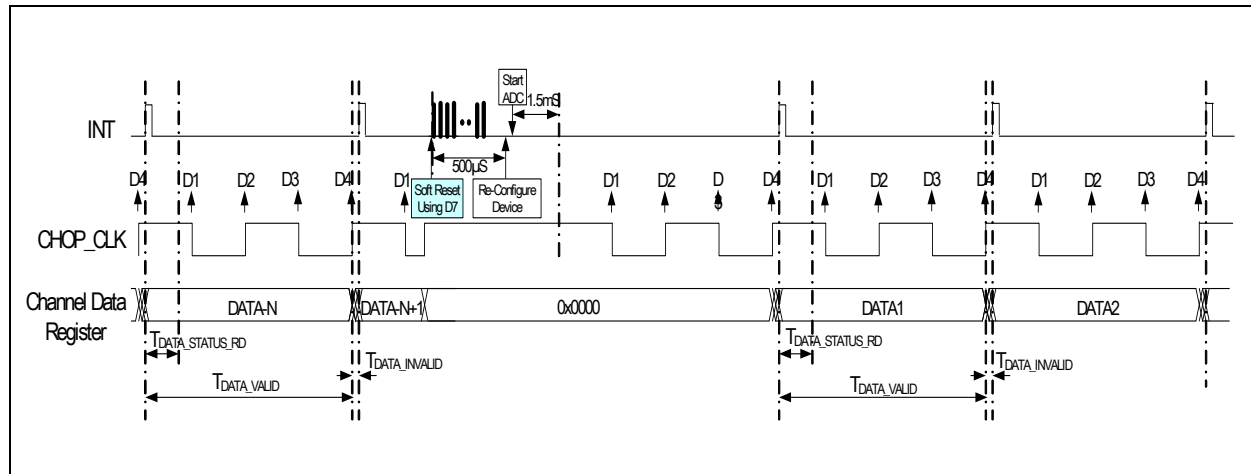 Start
ADC
1.5mS
INT
500µS
D4
D1
D2
D3
D4
D1
Soft Reset
Using D7
Re-Configure
Device
D1
D2
D
3
D4
D1
D2
D3
D4
D1
D2
D3
D4
CHOP_CLK
Channel Data
Register
DATA-N
DATA-N+1
0x0000
DATA1
DATA2
TDATA_STATUS_RD
TDATA_INVALID
TDATA_VALID
TDATA_STATUS_RD
TDATA_INVALID
TDATA_VALID